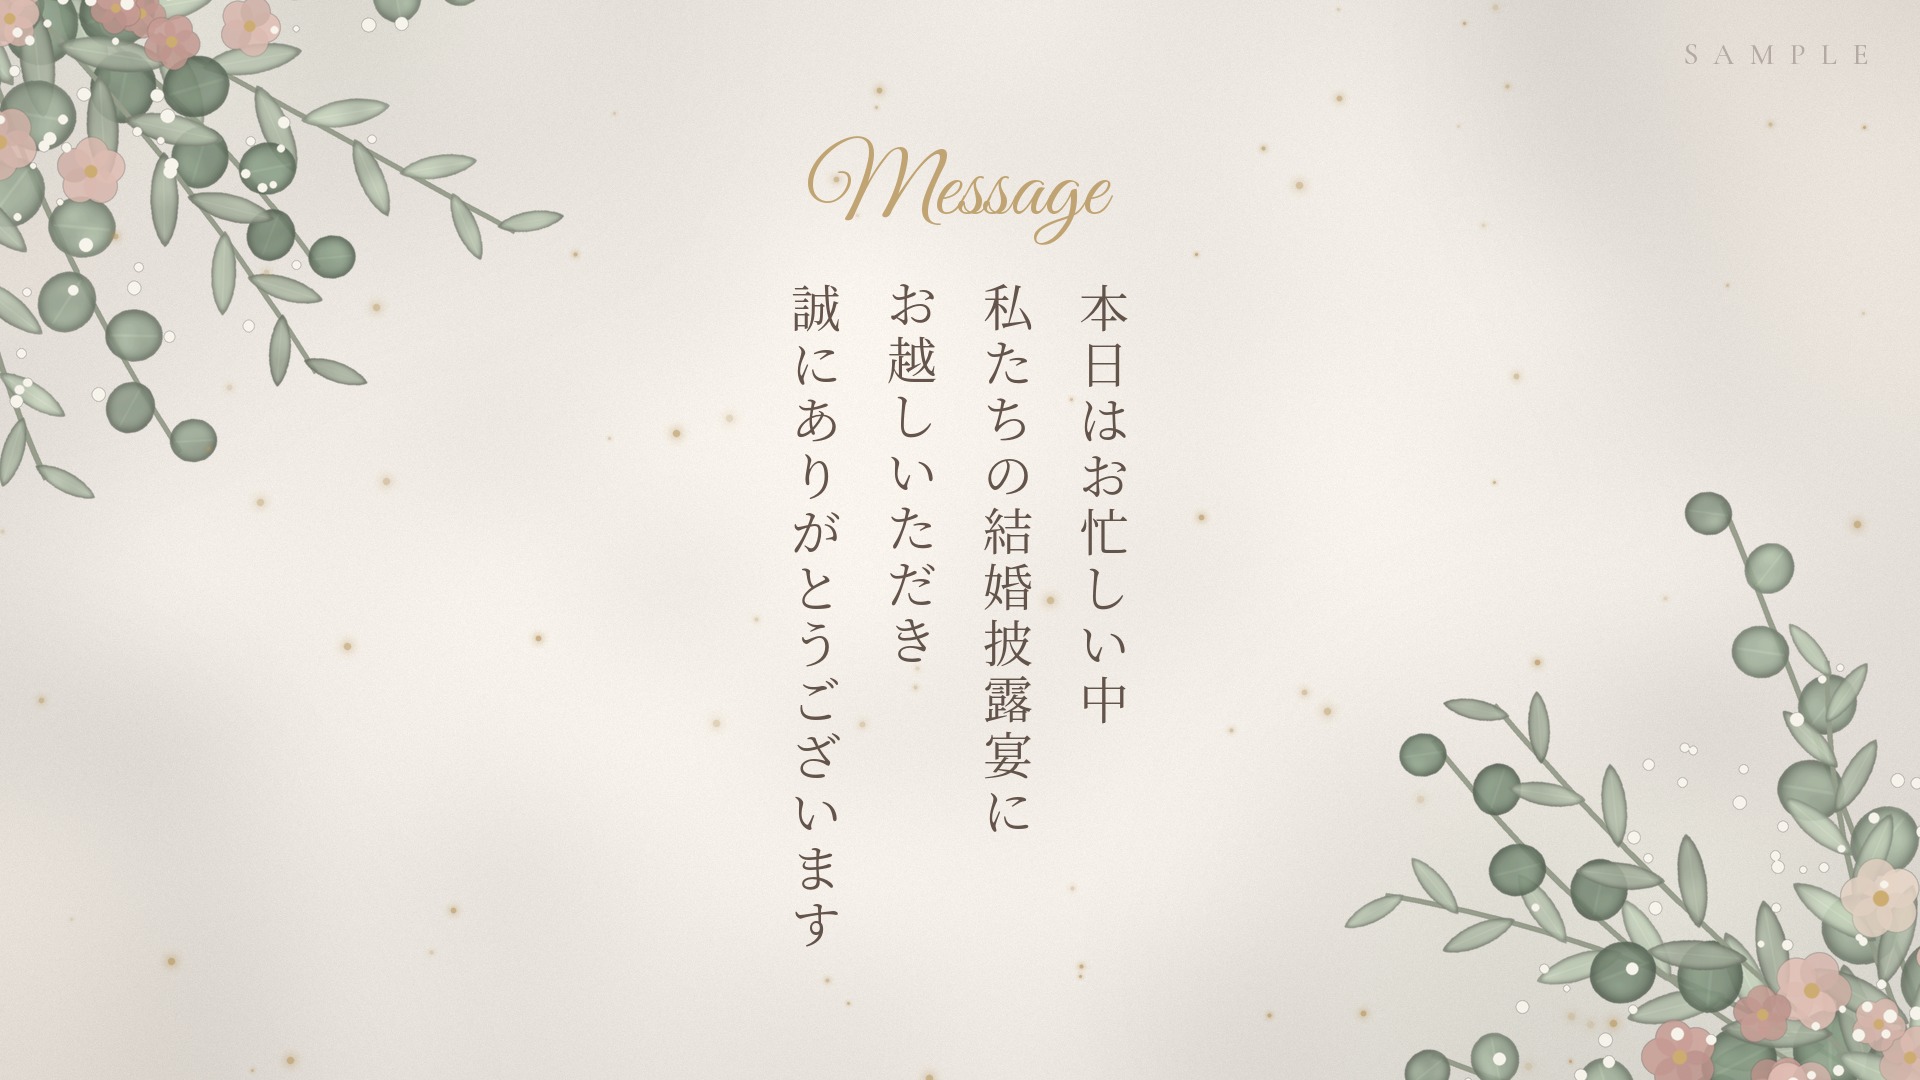 SAMPLE
Message
本日はお忙しい中
私たちの結婚披露宴に
お越しいただき
誠にありがとうございます